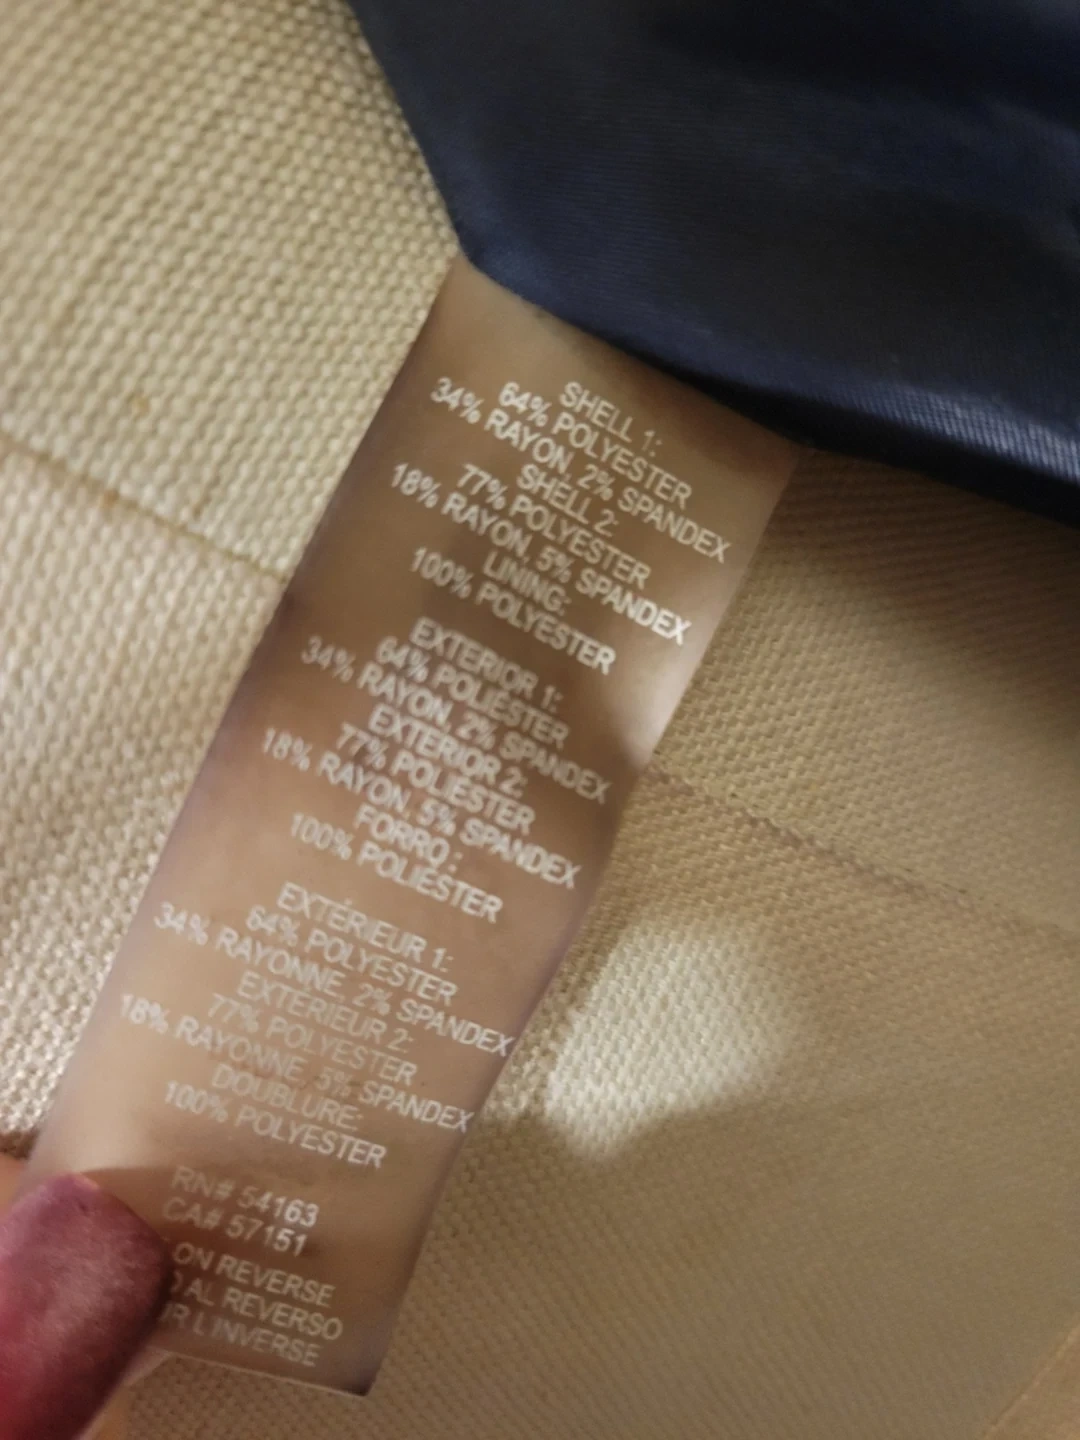 SHELL 1:
64% POLYESTER
34% RAYON, 2% SPANDEX
SHELL 2:
77% POLYESTER
18% RAYON, 5% SPANDEX
LINING:
100% POLYESTER
EXTERIOR 1:
64% POLIÉSTER
34% RAYON, 2% SPANDEX
EXTERIOR 2:
77% POLIÉSTER
18% RAYON, 5% SPANDEX
FORRO :
100% POLIÉSTER
EXTÉRIEUR 1:
64% POLYESTER
34% RAYONNE, 2% SPANDEX
EXTÉRIEUR 2:
77% POLYESTER
18% RAYONNE, 5% SPANDEX
DOUBLURE:
100% POLYESTER
RN# 54163
CA# 57151
ON REVERSE
AL REVERSO
L'INVERSE